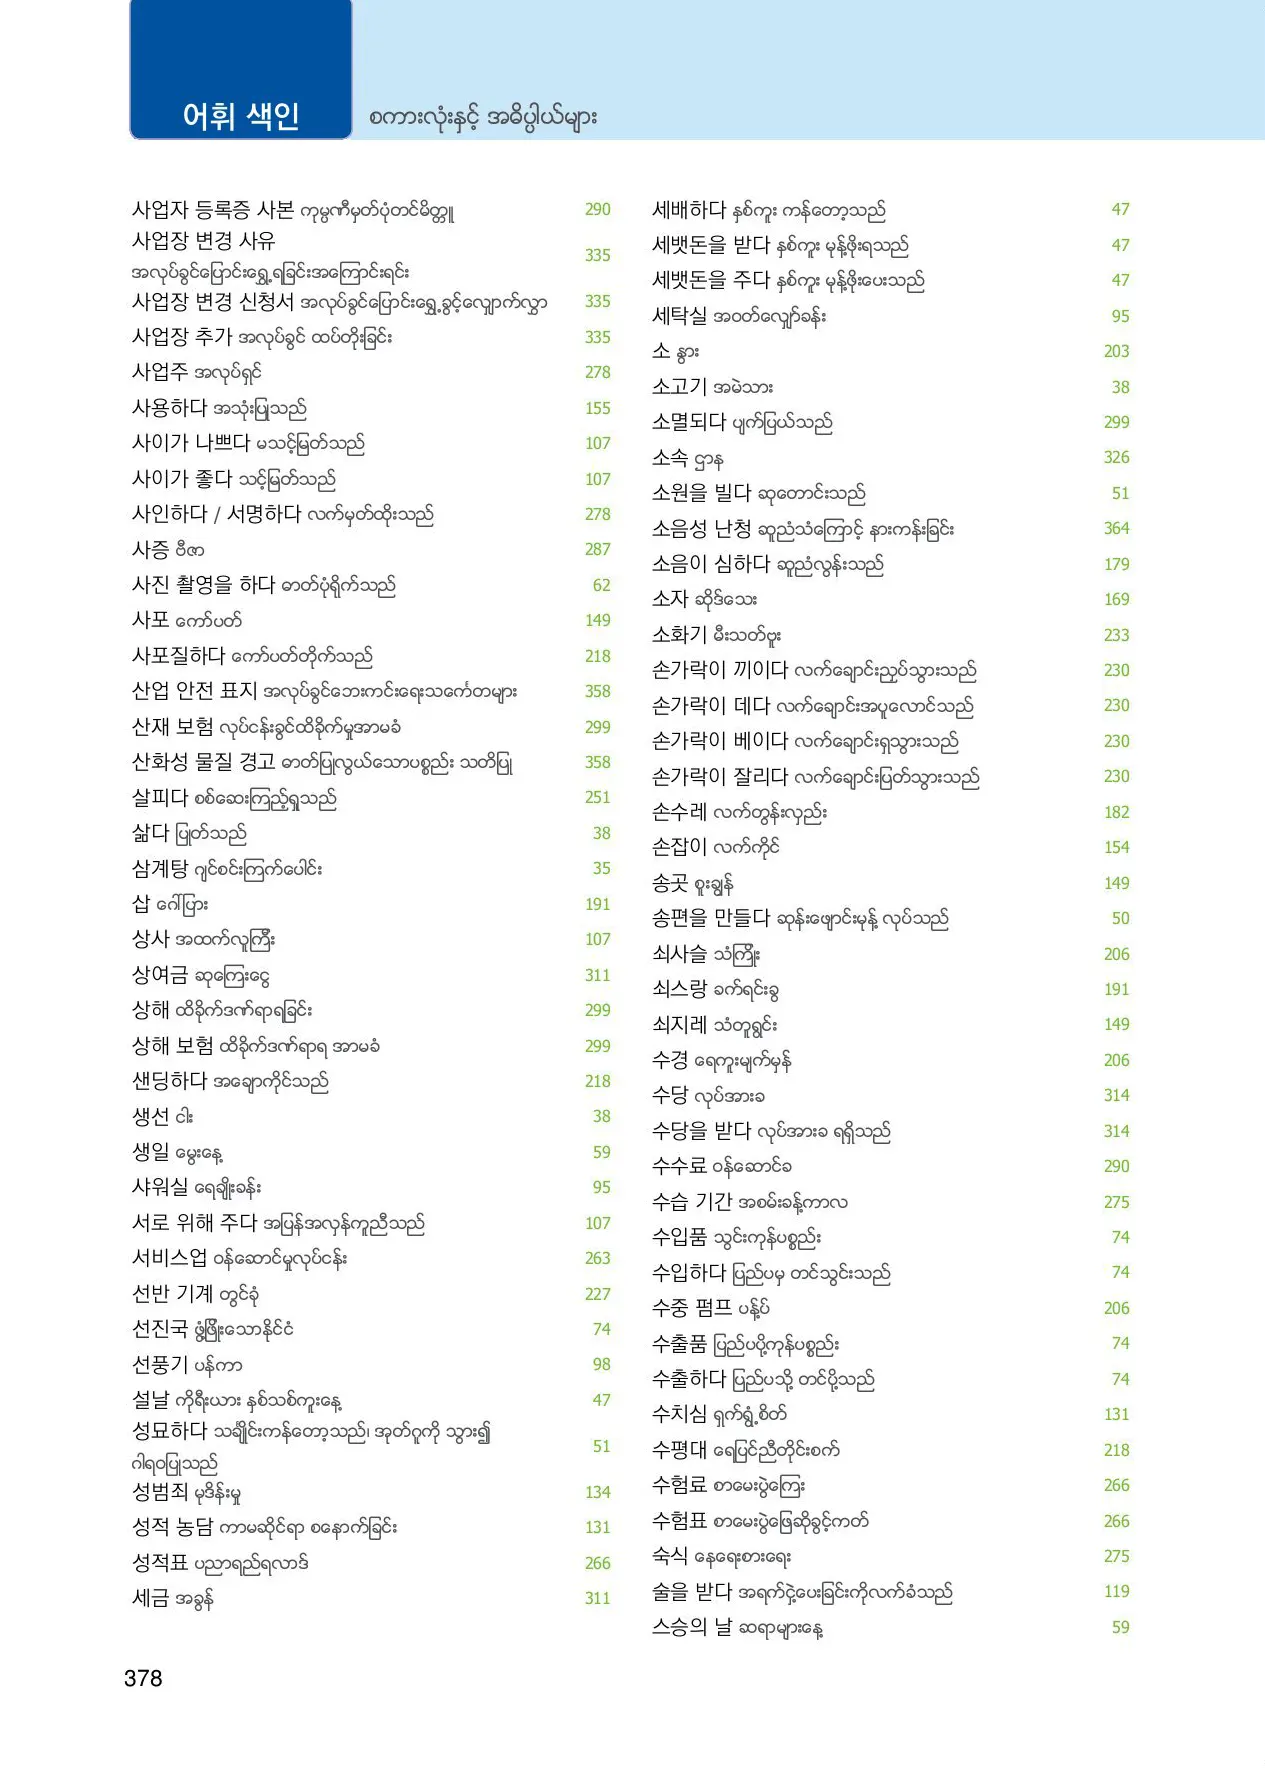 어휘 색인 စကားလုံးနှင့် အဓိပ္ပါယ်များ
사업자 등록증 사본 ကုမ္ပဏီမှတ်ပုံတင်မိတ္တူ 290
사업장 변경 사유
အလုပ်ခွင်ပြောင်းရွှေ့ရခြင်းအကြောင်းရင်း 335
사업장 변경 신청서 အလုပ်ခွင်ပြောင်းရွှေ့ခွင့်လျှောက်လွှာ 335
사업장 추가 အလုပ်ခွင် ထပ်တိုးခြင်း 335
사업주 အလုပ်ရှင် 278
사용하다 အသုံးပြုသည် 155
사이가 나쁘다 မသင့်မြတ်သည် 107
사이가 좋다 သင့်မြတ်သည် 107
사인하다 / 서명하다 လက်မှတ်ထိုးသည် 278
사증 ဗီဇာ 287
사진 촬영을 하다 ဓာတ်ပုံရိုက်သည် 62
사포 ကော်ပတ် 149
사포질하다 ကော်ပတ်တိုက်သည် 218
산업 안전 표지 အလုပ်ခွင်ဘေးကင်းရေးသင်္ကေတများ 358
산재 보험 လုပ်ငန်းခွင်ထိခိုက်မှုအာမခံ 299
산화성 물질 경고 ဓာတ်ပြုလွယ်သောပစ္စည်း သတိပြု 358
살피다 စစ်ဆေးကြည့်ရှုသည် 251
삶다 ပြုတ်သည် 38
삼계탕 ဂျင်စင်းကြက်ပေါင်း 35
삽 ဂေါ်ပြား 191
상사 အထက်လူကြီး 107
상여금 ဆုကြေးငွေ 311
상해 ထိခိုက်ဒဏ်ရာရခြင်း 299
상해 보험 ထိခိုက်ဒဏ်ရာရ အာမခံ 299
샌딩하다 အချောကိုင်သည် 218
생선 ငါး 38
생일 မွေးနေ့ 59
샤워실 ရေချိုးခန်း 95
서로 위해 주다 အပြန်အလှန်ကူညီသည် 107
서비스업 ဝန်ဆောင်မှုလုပ်ငန်း 263
선반 기계 တွင်ခုံ 227
선진국 ဖွံ့ဖြိုးသောနိုင်ငံ 74
선풍기 ပန်ကာ 98
설날 ကိုရီးယား နှစ်သစ်ကူးနေ့ 47
성묘하다 သင်္ချိုင်းကန်တော့သည်၊ အုတ်ဂူကို သွား၍
ဂါရဝပြုသည် 51
성범죄 မုဒိန်းမှု 134
성적 농담 ကာမဆိုင်ရာ စနောက်ခြင်း 131
성적표 ပညာရည်ရလာဒ် 266
세금 အခွန် 311
세배하다 နှစ်ကူး ကန်တော့သည် 47
세뱃돈을 받다 နှစ်ကူး မုန့်ဖိုးရသည် 47
세뱃돈을 주다 နှစ်ကူး မုန့်ဖိုးပေးသည် 47
세탁실 အဝတ်လျှော်ခန်း 95
소 နွား 203
소고기 အမဲသား 38
소멸되다 ပျက်ပြယ်သည် 299
소속 ဌာန 326
소원을 빌다 ဆုတောင်းသည် 51
소음성 난청 ဆူညံသံကြောင့် နားကန်းခြင်း 364
소음이 심하다 ဆူညံလွန်းသည် 179
소자 ဆိုဒ်သေး 169
소화기 မီးသတ်ဗူး 233
손가락이 끼이다 လက်ချောင်းညှပ်သွားသည် 230
손가락이 데다 လက်ချောင်းအပူလောင်သည် 230
손가락이 베이다 လက်ချောင်းရှသွားသည် 230
손가락이 잘리다 လက်ချောင်းပြတ်သွားသည် 230
손수레 လက်တွန်းလှည်း 182
손잡이 လက်ကိုင် 154
송곳 စူးချွန် 149
송편을 만들다 ဆုန်းဖျောင်းမုန့် လုပ်သည် 50
쇠사슬 သံကြိုး 206
쇠스랑 ခက်ရင်းခွ 191
쇠지레 သံတူရွင်း 149
수경 ရေကူးမျက်မှန် 206
수당 လုပ်အားခ 314
수당을 받다 လုပ်အားခ ရရှိသည် 314
수수료 ဝန်ဆောင်ခ 290
수습 기간 အစမ်းခန့်ကာလ 275
수입품 သွင်းကုန်ပစ္စည်း 74
수입하다 ပြည်ပမှ တင်သွင်းသည် 74
수중 펌프 ပန့်ပ် 206
수출품 ပြည်ပပို့ကုန်ပစ္စည်း 74
수출하다 ပြည်ပသို့ တင်ပို့သည် 74
수치심 ရှက်ရွံ့စိတ် 131
수평대 ရေပြင်ညီတိုင်းစက် 218
수험료 စာမေးပွဲကြေး 266
수험표 စာမေးပွဲဖြေဆိုခွင့်ကတ် 266
숙식 နေရေးစားရေး 275
술을 받다 အရက်ငှဲ့ပေးခြင်းကိုလက်ခံသည် 119
스승의 날 ဆရာများနေ့ 59
378